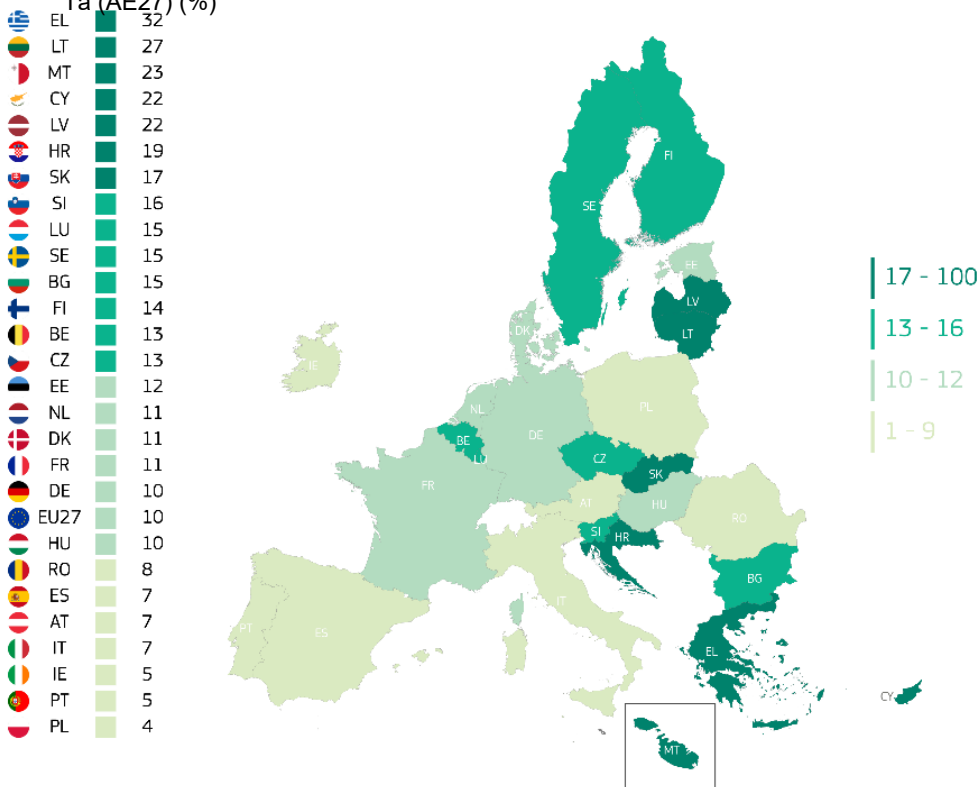 Ta (AE27) (%)
EL 32
LT 27
MT 23
CY 22
LV 22
HR 19
SK 17
SI 16
LU 15
SE 15
BG 15
FI 14
BE 13
CZ 13
EE 12
NL 11
DK 11
FR 11
DE 10
EU27 10
HU 10
RO 8
ES 7
AT 7
IT 7
IE 5
PT 5
PL 4
FI
SE
EE
LV
LT
DK
IE
NL
PL
DE
BE
LU
CZ
SK
FR
AT
HU
RO
SI
HR
BG
IT
PT
ES
EL
CY
MT
17 - 100
13 - 16
10 - 12
1 - 9